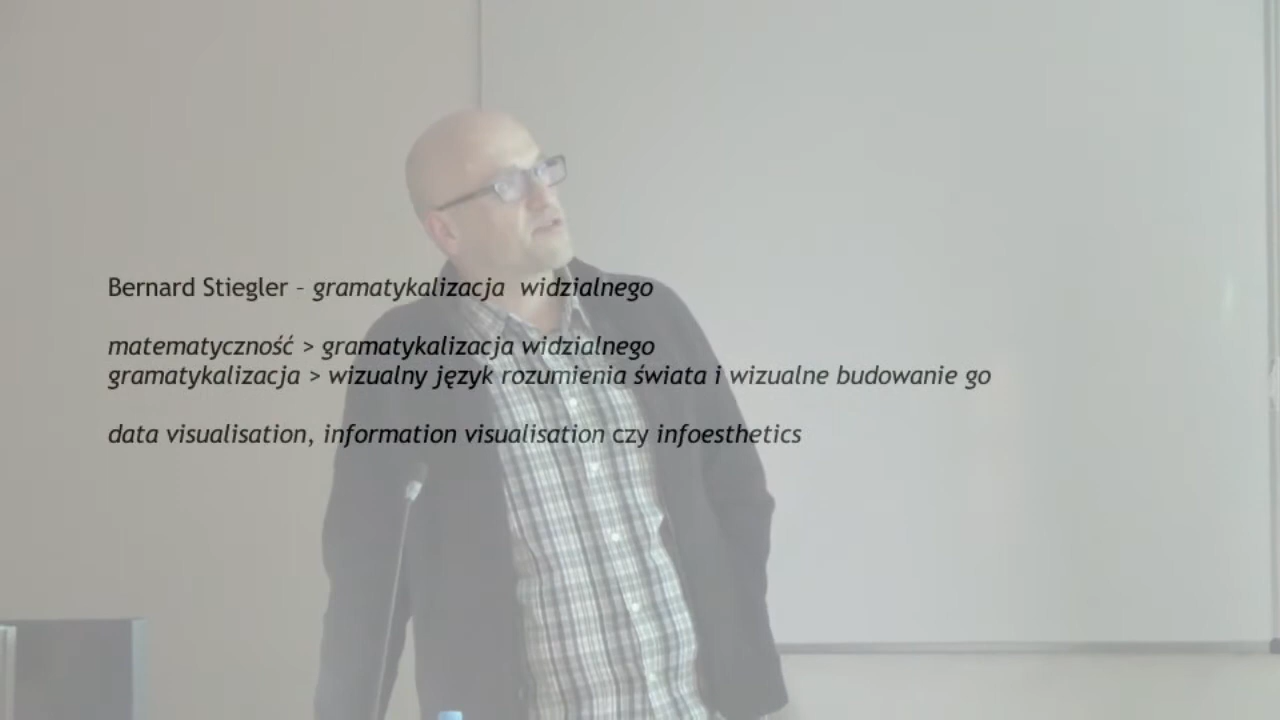 Bernard Stiegler – gramatykalizacja widzialnego
matematyczność > gramatykalizacja widzialnego
gramatykalizacja > wizualny język rozumienia świata i wizualne budowanie go
data visualisation, information visualisation czy infoesthetics